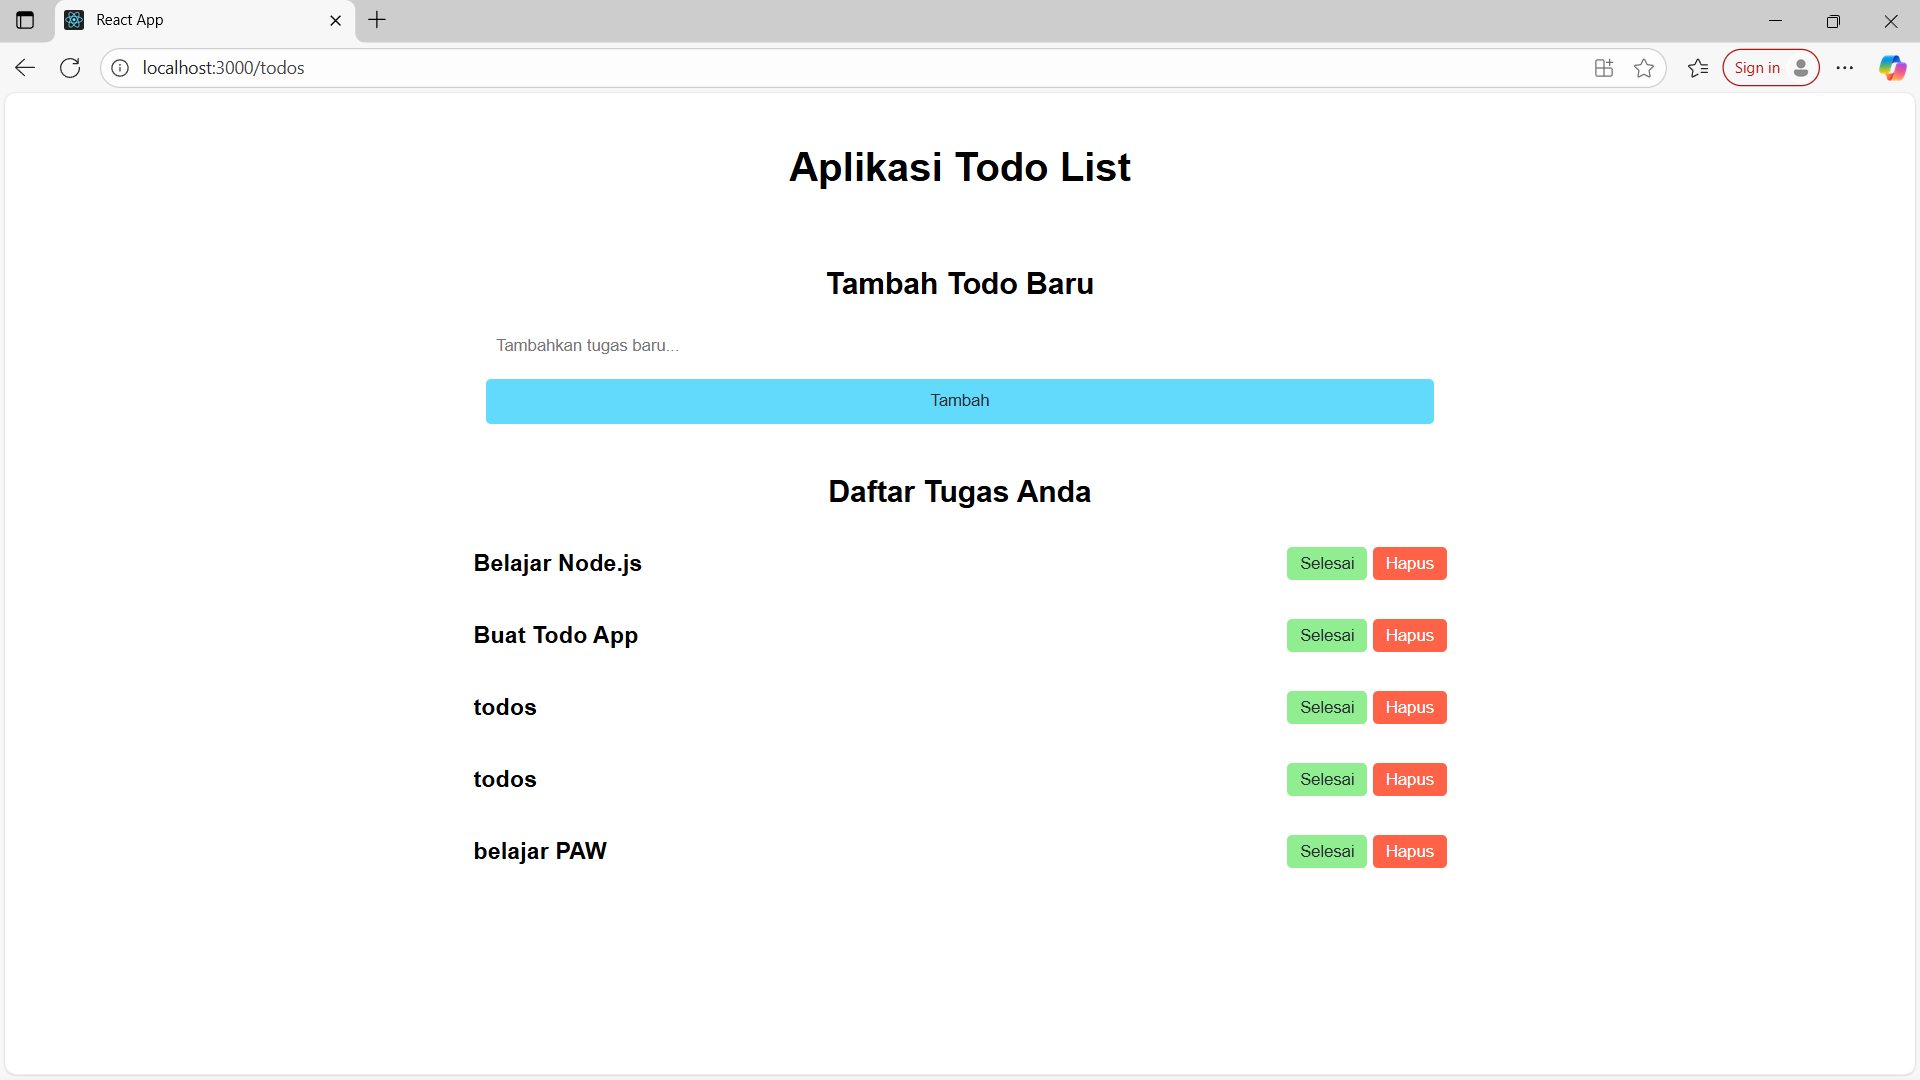 React App
localhost:3000/todos
Sign in
Aplikasi Todo List
Tambah Todo Baru
Tambahkan tugas baru...
Tambah
Daftar Tugas Anda
Belajar Node.js Selesai Hapus
Buat Todo App Selesai Hapus
todos Selesai Hapus
todos Selesai Hapus
belajar PAW Selesai Hapus